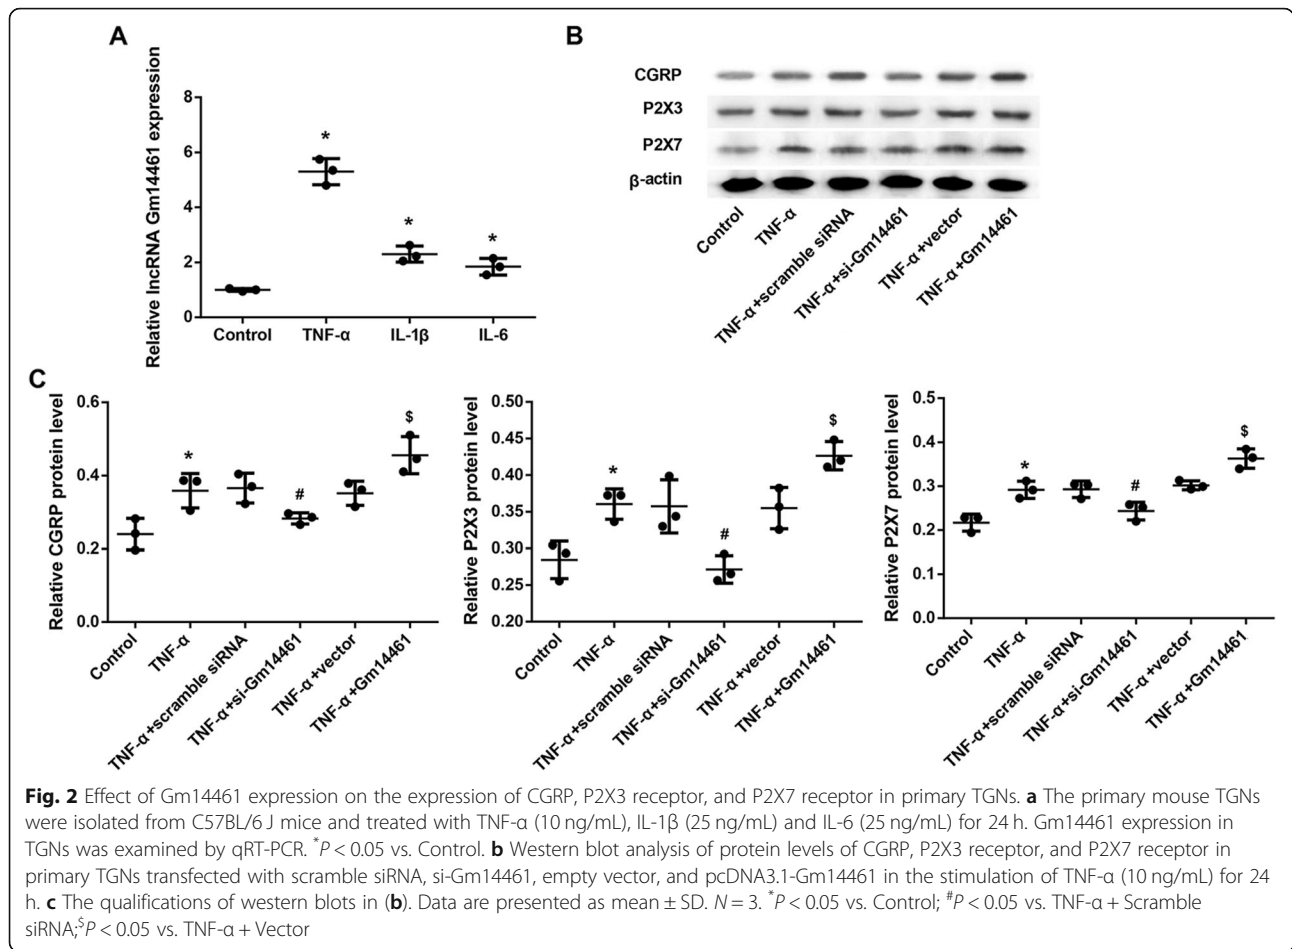 A
Relative lncRNA Gm14461 expression
8
6
4
2
0
*
*
*
Control TNF-α IL-1β IL-6
B
CGRP
P2X3
P2X7
β-actin
Control
TNF-α
TNF-α+scramble siRNA
TNF-α+si-Gm14461
TNF-α+vector
TNF-α+Gm14461
C
Relative CGRP protein level
0.6
0.4
0.2
0.0
*
#
$
Control
TNF-α
TNF-α+scramble siRNA
TNF-α+si-Gm14461
TNF-α+vector
TNF-α+Gm14461
Relative P2X3 protein level
0.50
0.45
0.40
0.35
0.30
0.25
0.20
*
#
$
Control
TNF-α
TNF-α+scramble siRNA
TNF-α+si-Gm14461
TNF-α+vector
TNF-α+Gm14461
Relative P2X7 protein level
0.5
0.4
0.3
0.2
0.1
0.0
*
#
$
Control
TNF-α
TNF-α+scramble siRNA
TNF-α+si-Gm14461
TNF-α+vector
TNF-α+Gm14461
Fig. 2 Effect of Gm14461 expression on the expression of CGRP, P2X3 receptor, and P2X7 receptor in primary TGNs. a The primary mouse TGNs
were isolated from C57BL/6 J mice and treated with TNF-α (10 ng/mL), IL-1β (25 ng/mL) and IL-6 (25 ng/mL) for 24 h. Gm14461 expression in
TGNs was examined by qRT-PCR. *P < 0.05 vs. Control. b Western blot analysis of protein levels of CGRP, P2X3 receptor, and P2X7 receptor in
primary TGNs transfected with scramble siRNA, si-Gm14461, empty vector, and pcDNA3.1-Gm14461 in the stimulation of TNF-α (10 ng/mL) for 24
h. c The qualifications of western blots in (b). Data are presented as mean ± SD. N = 3. *P < 0.05 vs. Control; #P < 0.05 vs. TNF-α + Scramble
siRNA;$P < 0.05 vs. TNF-α + Vector